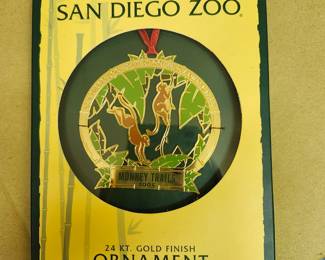 SAN DIEGO ZOO®
MONKEY TRAILS
2005
24 KT. GOLD FINISH
ORNAMENT